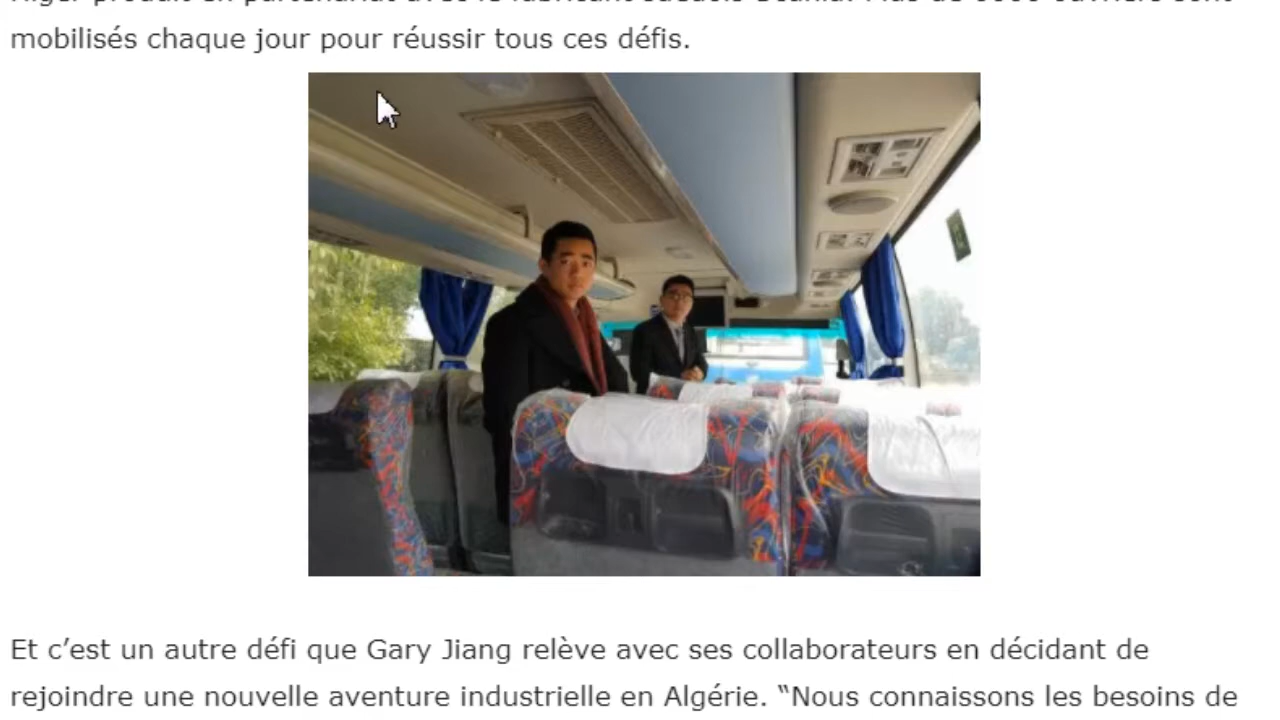 mobilisés chaque jour pour réussir tous ces défis.
Et c’est un autre défi que Gary Jiang relève avec ses collaborateurs en décidant de
rejoindre une nouvelle aventure industrielle en Algérie. “Nous connaissons les besoins de